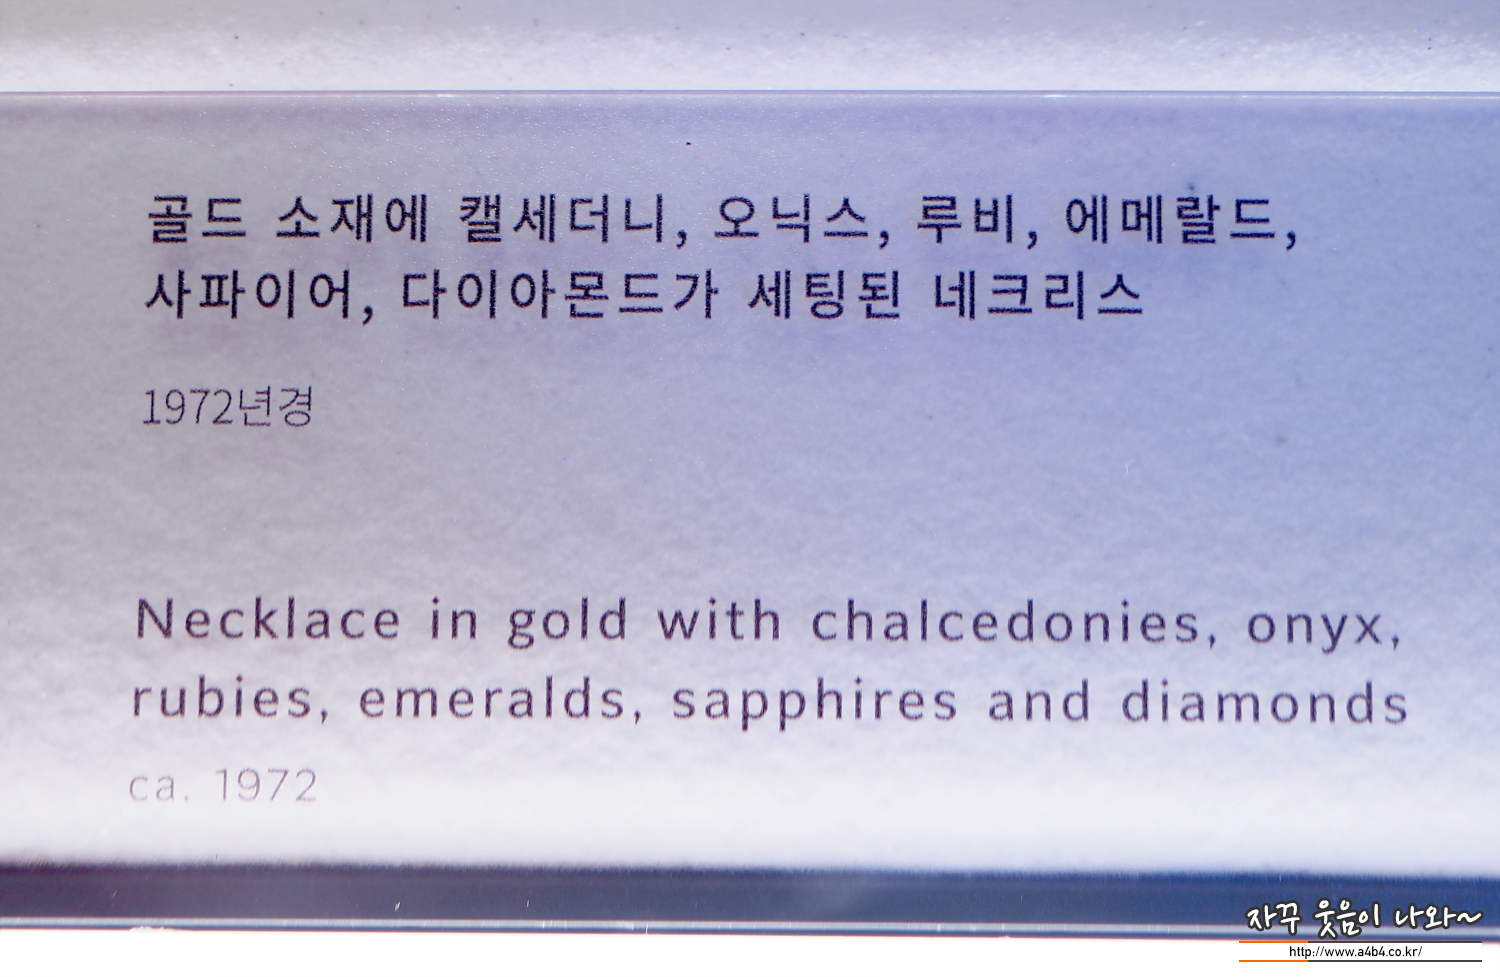 골드 소재에 캘세더니, 오닉스, 루비, 에메랄드,
사파이어, 다이아몬드가 세팅된 네크리스
1972년경
Necklace in gold with chalcedonies, onyx,
rubies, emeralds, sapphires and diamonds
ca. 1972
자꾸 웃음이 나와~
http://www.a4b4.co.kr/